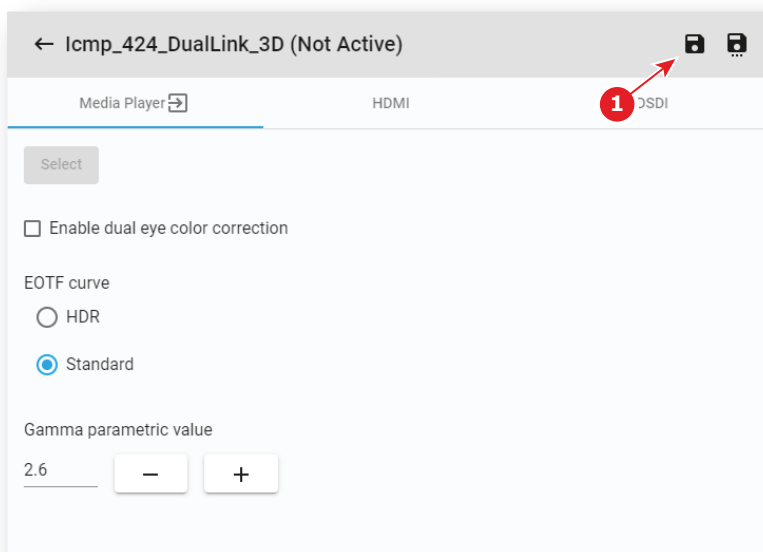 Icmp_424_DualLink_3D (Not Active)
Media Player
HDMI
1
DSDI
Select
Enable dual eye color correction
EOTF curve
HDR
Standard
Gamma parametric value
2.6